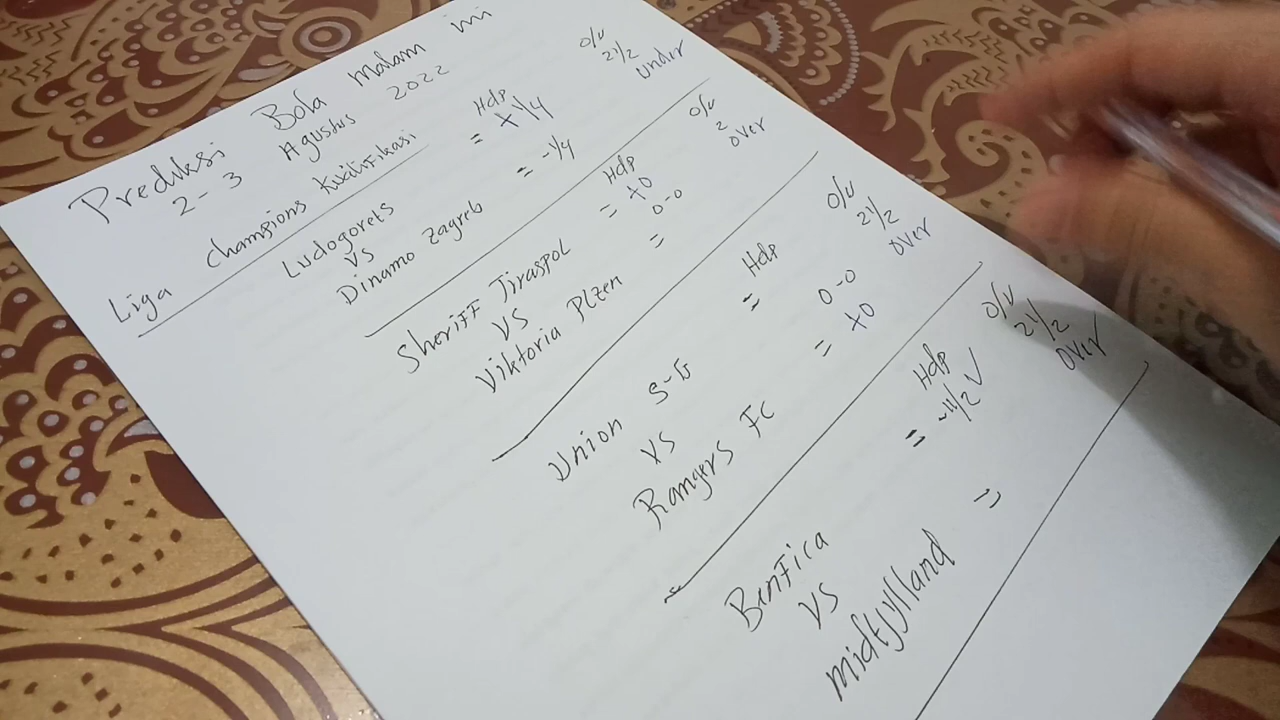 Prediksi Bola malam ini
2-3 Agustus 2022
Liga Champions Kualifikasi
Hdp O/U
Ludogorets = +1/4 2 1/2
VS Under
Dinamo Zagreb = -1/4
Hdp O/U
Sheriff Tiraspol = +0 2
VS 0-0 Over
Viktoria Plzen =
Hdp O/U
Union S-G = 2 1/2
VS 0-0 Over
Rangers FC = +0
Hdp O/U
Benfica = -1 1/2 V 2 1/2
VS Over
midtjylland =